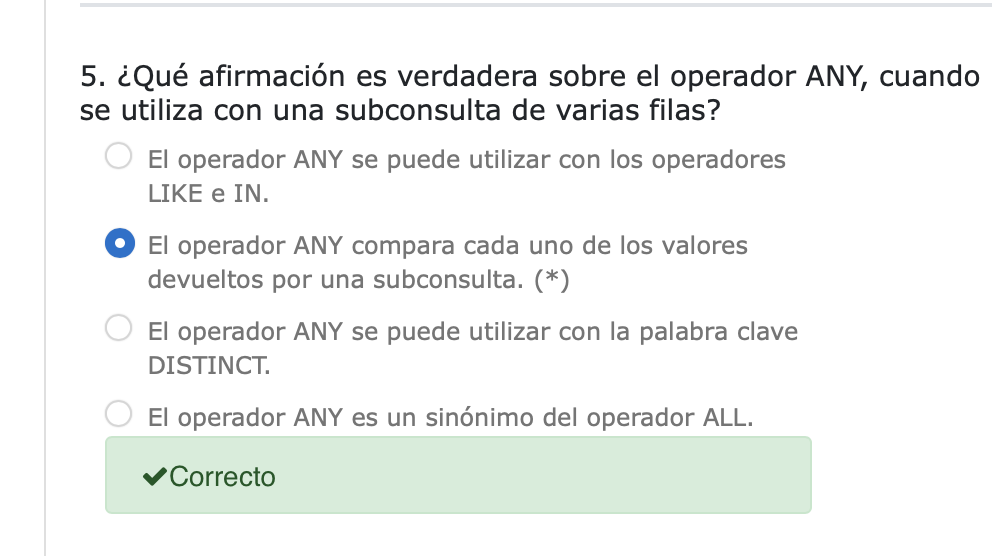 5. ¿Qué afirmación es verdadera sobre el operador ANY, cuando
se utiliza con una subconsulta de varias filas?
El operador ANY se puede utilizar con los operadores
LIKE e IN.
El operador ANY compara cada uno de los valores
devueltos por una subconsulta. (*)
El operador ANY se puede utilizar con la palabra clave
DISTINCT.
El operador ANY es un sinónimo del operador ALL.
Correcto